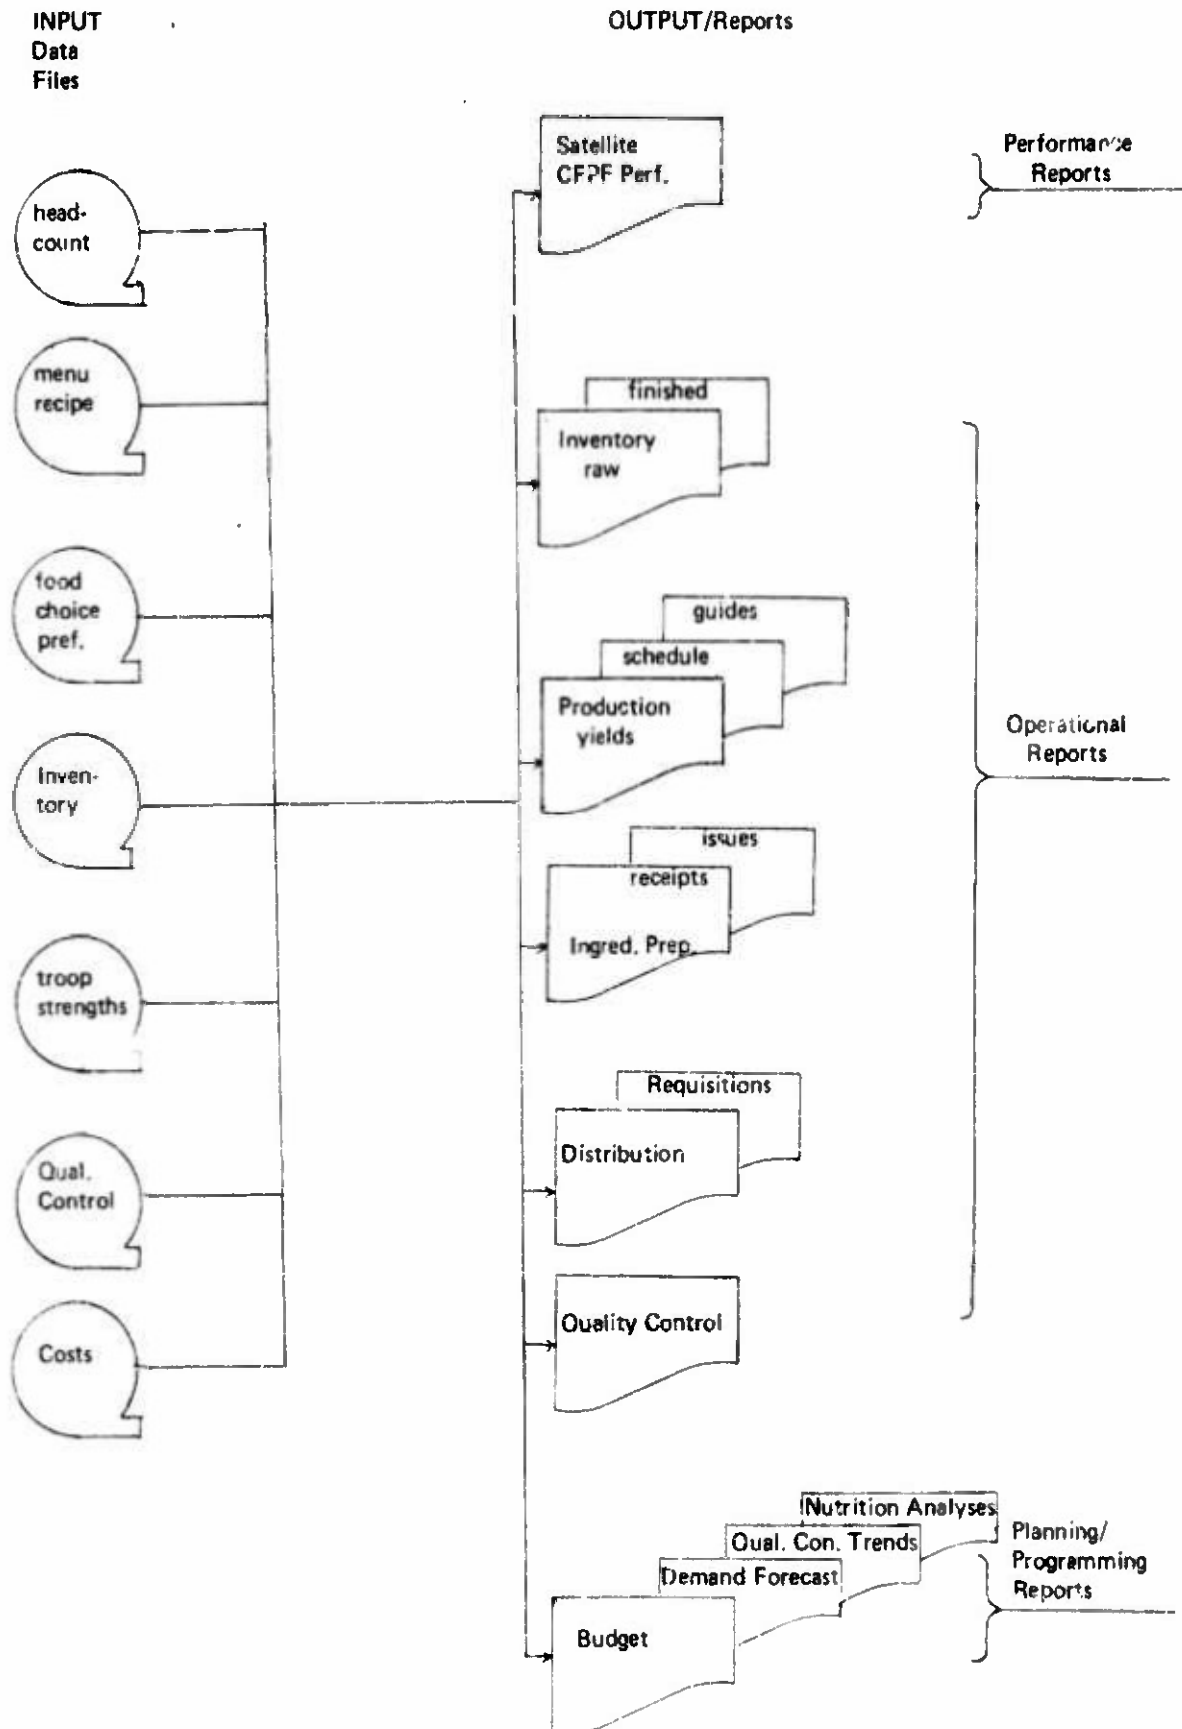 INPUT
Data
Files
OUTPUT/Reports
head-
count
menu
recipe
food
choice
pref.
Inven-
tory
troop
strengths
Qual.
Control
Costs
Satellite
CFPF Perf.
Performance
Reports
finished
Inventory
raw
guides
schedule
Production
yields
Operational
Reports
issues
receipts
Ingred. Prep.
Requisitions
Distribution
Quality Control
Nutrition Analyses
Qual. Con. Trends
Demand Forecast
Budget
Planning/
Programming
Reports